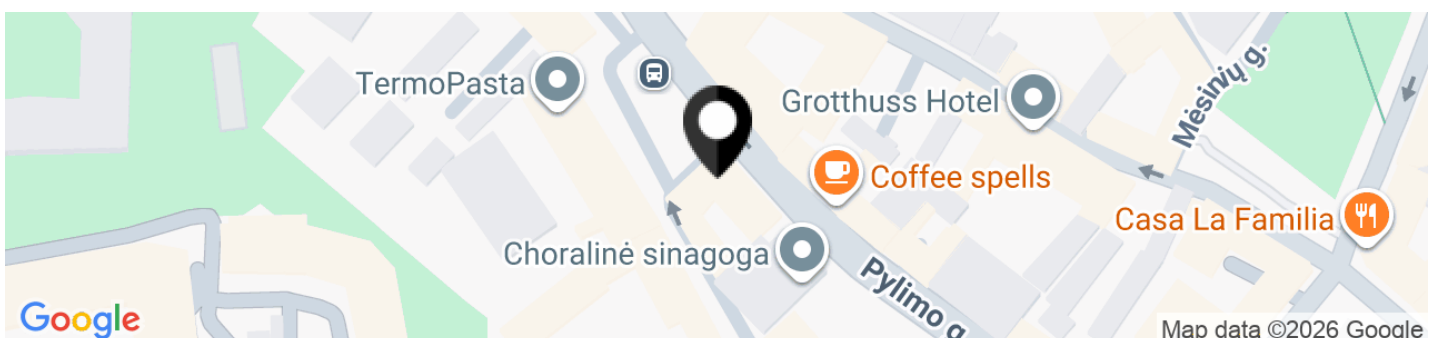 TermoPasta
Grotthuss Hotel
Mėsinių g.
Coffee spells
Casa La Familia
Choralinė sinagoga
Pylimo g
Google
Map data ©2026 Google